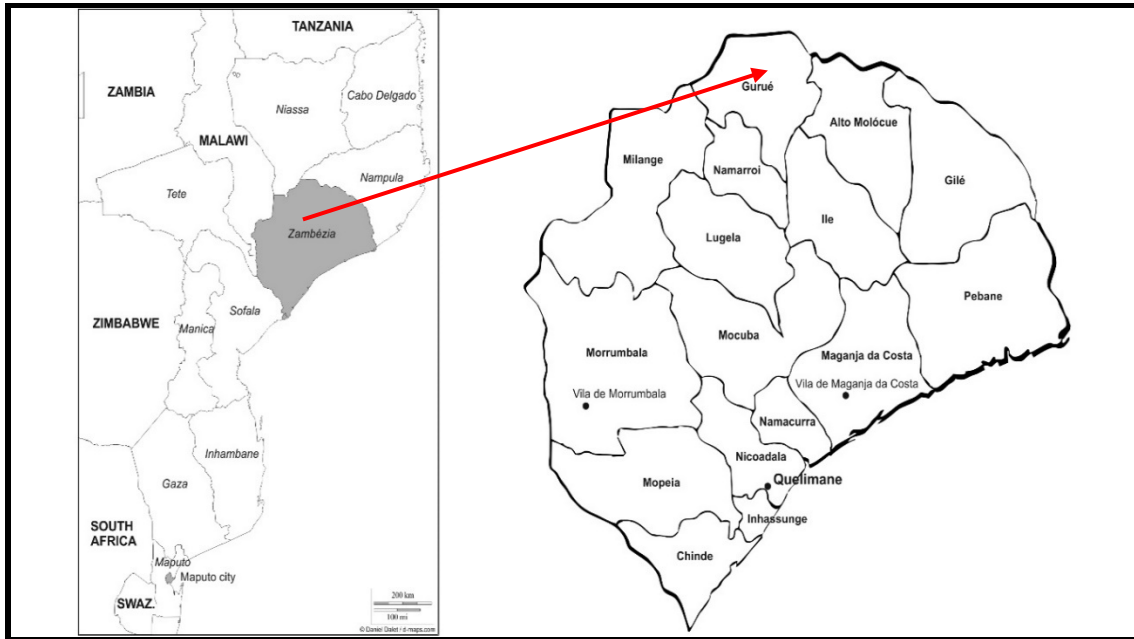 TANZANIA
ZAMBIA
Cabo Delgado
Niassa
MALAWI
Nampula
Tete
Zambézia
Sofala
ZIMBABWE
Manica
Inhambane
Gaza
SOUTH
AFRICA
Maputo
Maputo city
SWAZ.
200 km
100 mi
© Daniel Dalet / d-maps.com
Gurué
Alto Molócue
Milange
Namarroi
Gilé
Ile
Lugela
Pebane
Mocuba
Morrumbala
Maganja da Costa
Vila de Morrumbala
Vila de Maganja da Costa
Namacurra
Nicoadala
Quelimane
Mopeia
Inhassunge
Chinde